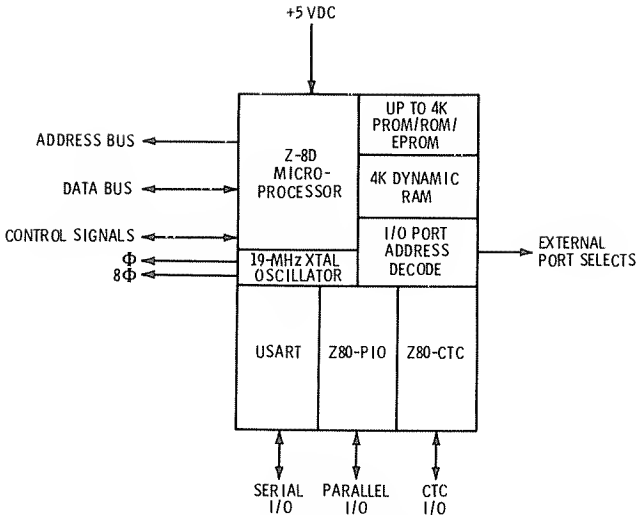 +5 VDC
UP TO 4K
PROM/ROM/
EPROM
ADDRESS BUS
Z-8D
MICRO-
PROCESSOR
4K DYNAMIC
RAM
DATA BUS
CONTROL SIGNALS
I/O PORT
ADDRESS
DECODE
EXTERNAL
PORT SELECTS
Φ
8Φ
19-MHz XTAL
OSCILLATOR
USART
Z80-PIO
Z80-CTC
SERIAL
I/O
PARALLEL
I/O
CTC
I/O